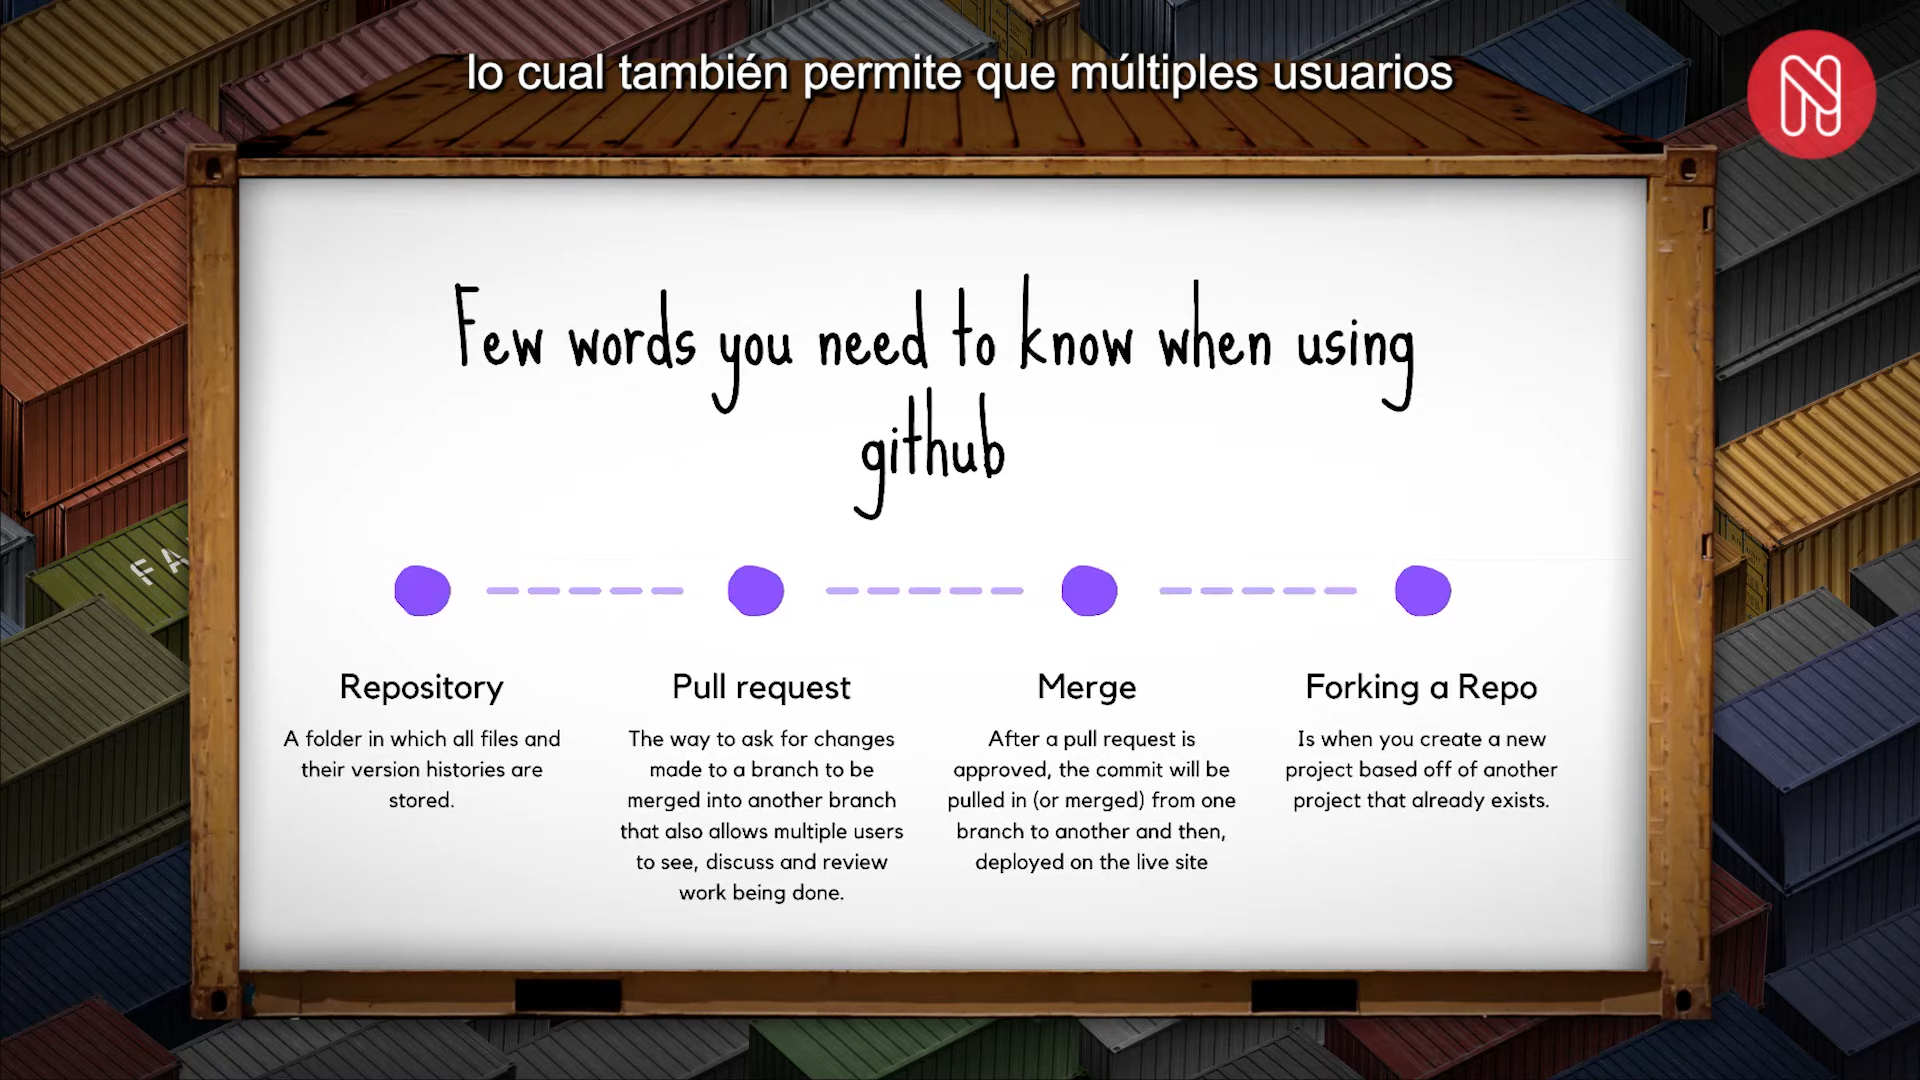 lo cual también permite que múltiples usuarios
Few words you need to know when using
github
Repository
A folder in which all files and
their version histories are
stored.
Pull request
The way to ask for changes
made to a branch to be
merged into another branch
that also allows multiple users
to see, discuss and review
work being done.
Merge
After a pull request is
approved, the commit will be
pulled in (or merged) from one
branch to another and then,
deployed on the live site
Forking a Repo
Is when you create a new
project based off of another
project that already exists.
FA
N